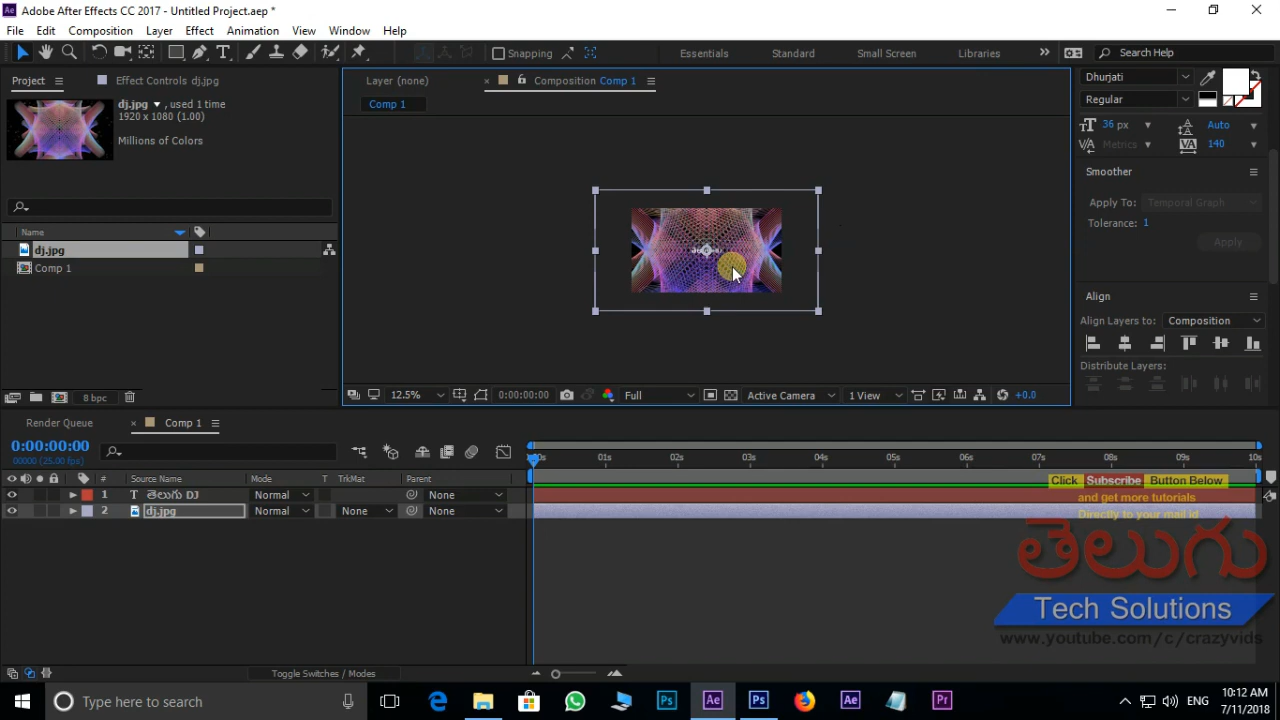 Adobe After Effects CC 2017 - Untitled Project.aep *
File Edit Composition Layer Effect Animation View Window Help
Snapping Essentials Standard Small Screen Libraries Search Help
Project Effect Controls dj.jpg
Layer (none) Composition Comp 1
Comp 1
dj.jpg, used 1 time
1920 x 1080 (1.00)
Millions of Colors
Dhurjati
Regular
36 px Auto
Metrics 140
Smoother
Apply To: Temporal Graph
Tolerance: 1
Apply
Name
dj.jpg
Comp 1
Align
Align Layers to: Composition
Distribute Layers:
8 bpc
12.5% 0:00:00:00 Full Active Camera 1 View +0.0
Render Queue Comp 1
0:00:00:00
00000 (25.00 fps)
01s 02s 03s 04s 05s 06s 07s 08s 09s 10s
# Source Name Mode T TrkMat Parent
1 T తెలుగు DJ Normal None
2 dj.jpg Normal None None
Click Subscribe Button Below
and get more tutorials
Directly to your mail id
తెలుగు
Tech Solutions
www.youtube.com/c/crazyvids
Toggle Switches / Modes
Type here to search
ENG
10:12 AM
7/11/2018